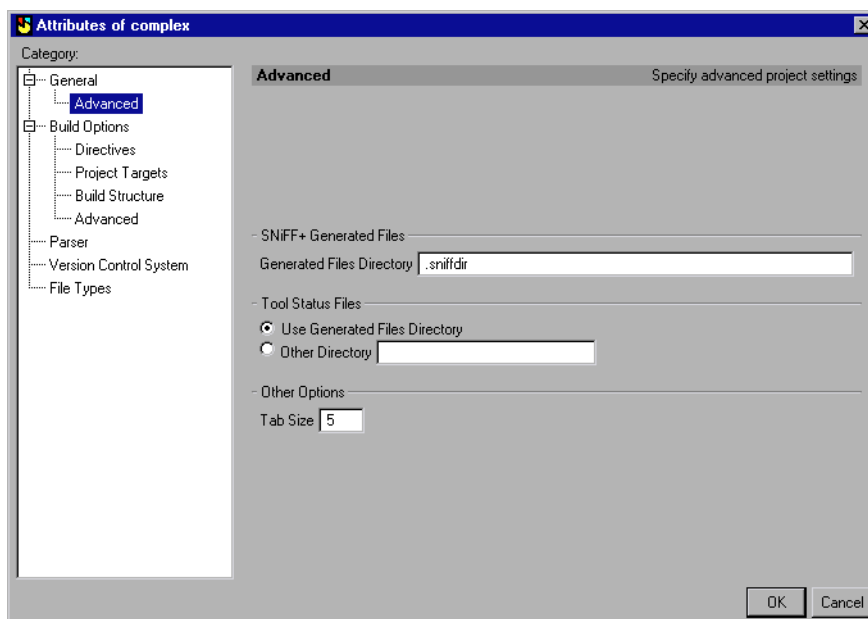 Attributes of complex
Category:
General
Advanced
Build Options
Directives
Project Targets
Build Structure
Advanced
Parser
Version Control System
File Types
Advanced Specify advanced project settings
SNiFF+ Generated Files
Generated Files Directory .sniffdir
Tool Status Files
Use Generated Files Directory
Other Directory
Other Options
Tab Size 5
OK Cancel